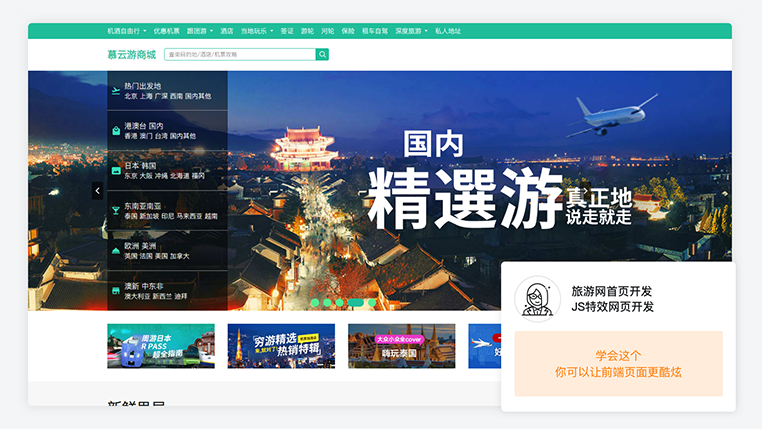 机酒自由行 优惠机票 跟团游 酒店 当地玩乐 签证 游轮 河轮 保险 租车自驾 深度旅游 私人地址
慕云游商城
查询目的地/酒店/机票攻略
热门出发地
北京 上海 广深 西南 国内其他
港澳台 国内
香港 澳门 台湾 国内其他
日本 韩国
东京 大阪 冲绳 北海道 福冈
东南亚南亚
泰国 新加坡 印尼 马来西亚 越南
欧洲 美洲
英国 法国 美国 加拿大
澳新 中东非
澳大利亚 新西兰 迪拜
国内
精選游
真正地
说走就走
周游日本
R PASS
超全指南
穷游精选
热销特辑
大众小众全cover
嗨玩泰国
旅游网首页开发
JS特效网页开发
学会这个
你可以让前端页面更酷炫